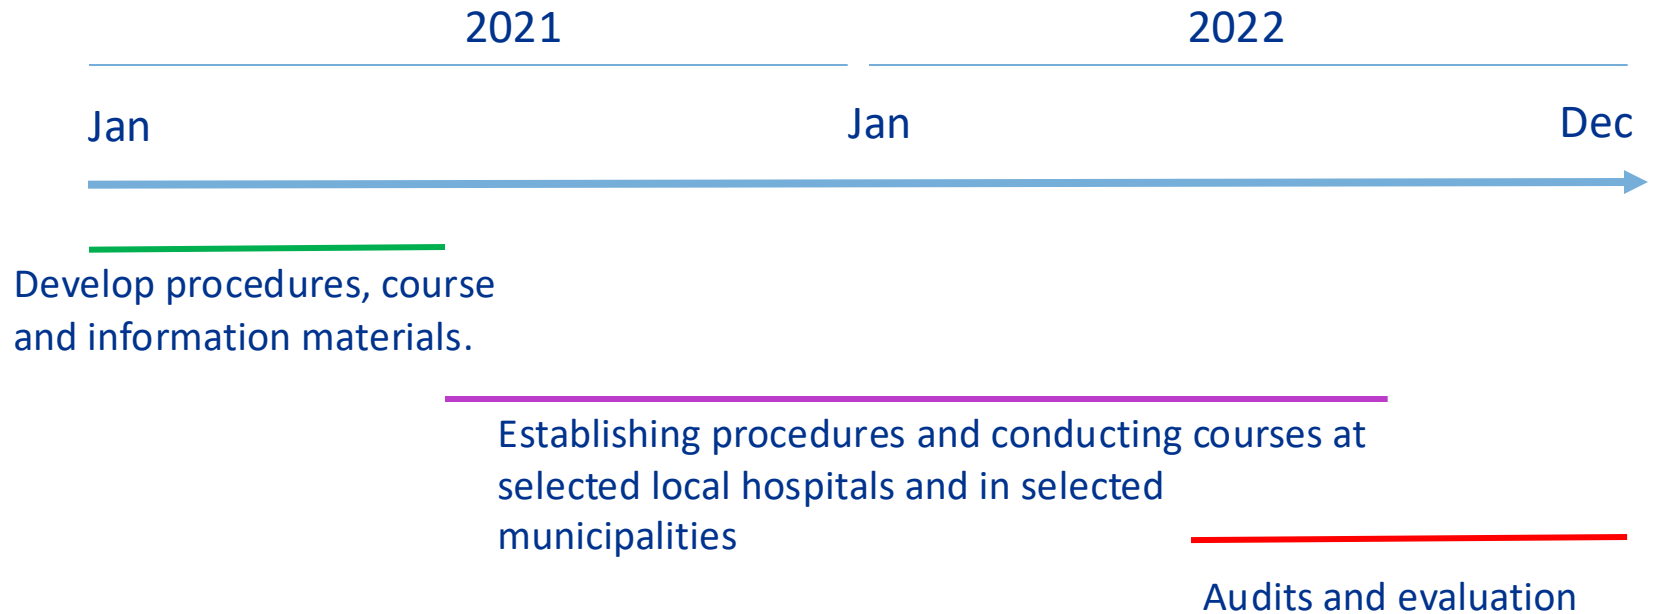 2021
2022
Jan
Jan
Dec
Develop procedures, course
and information materials.
Establishing procedures and conducting courses at
selected local hospitals and in selected
municipalities
Audits and evaluation